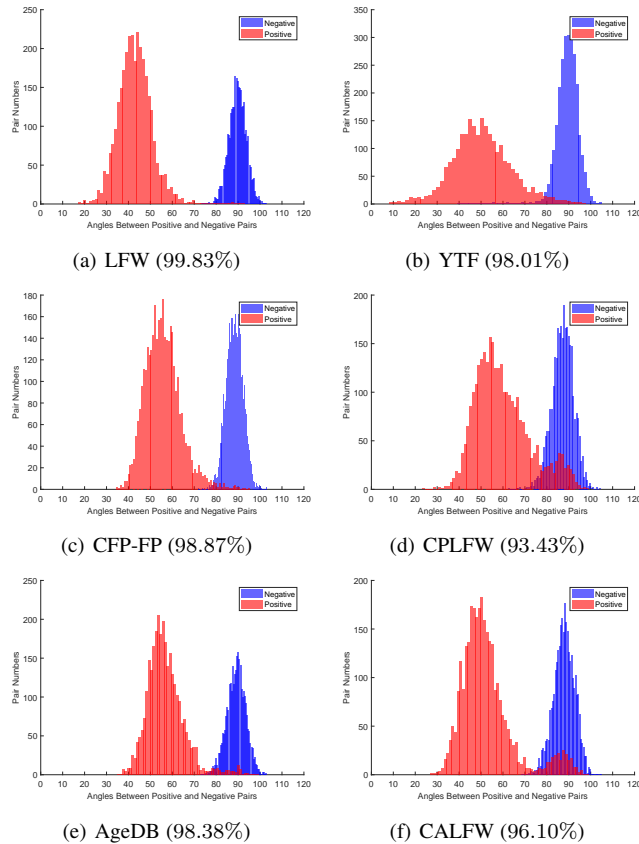 250
200
150
100
50
0
Pair Numbers
Negative
Positive
0 10 20 30 40 50 60 70 80 90 100 110 120
Angles Between Positive and Negative Pairs
(a) LFW (99.83%)
350
300
250
200
150
100
50
0
Pair Numbers
Negative
Positive
0 10 20 30 40 50 60 70 80 90 100 110 120
Angles Between Positive and Negative Pairs
(b) YTF (98.01%)
180
160
140
120
100
80
60
40
20
0
Pair Numbers
Negative
Positive
0 10 20 30 40 50 60 70 80 90 100 110 120
Angles Between Positive and Negative Pairs
(c) CFP-FP (98.87%)
200
150
100
50
0
Pair Numbers
Negative
Positive
0 10 20 30 40 50 60 70 80 90 100 110 120
Angles Between Positive and Negative Pairs
(d) CPLFW (93.43%)
250
200
150
100
50
0
Pair Numbers
Negative
Positive
0 10 20 30 40 50 60 70 80 90 100 110 120
Angles Between Positive and Negative Pairs
(e) AgeDB (98.38%)
200
150
100
50
0
Pair Numbers
Negative
Positive
0 10 20 30 40 50 60 70 80 90 100 110 120
Angles Between Positive and Negative Pairs
(f) CALFW (96.10%)